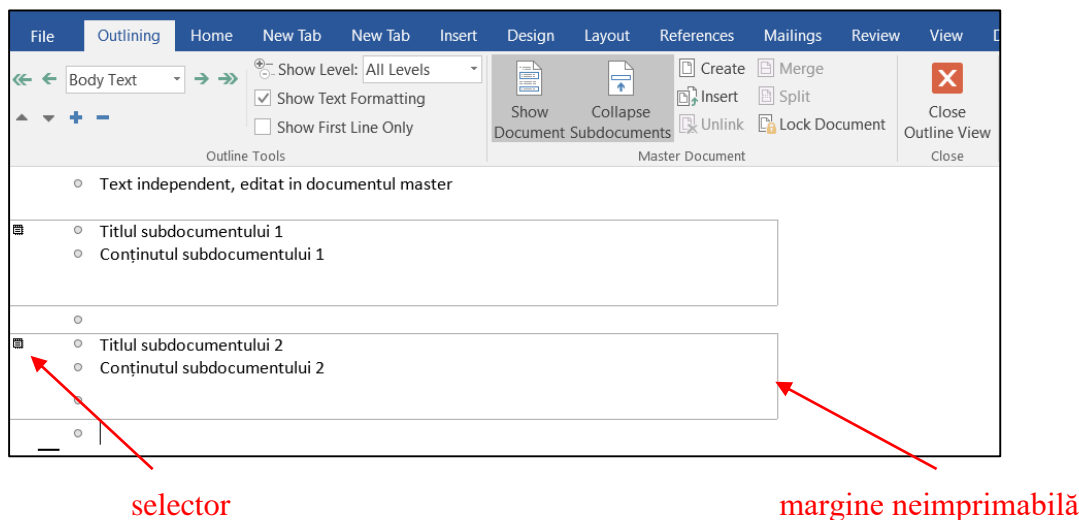 File Outlining Home New Tab New Tab Insert Design Layout References Mailings Review View
Body Text
Show Level: All Levels
Show Text Formatting
Show First Line Only
Outline Tools
Show Document
Collapse Subdocuments
Create
Insert
Unlink
Merge
Split
Lock Document
Master Document
Close Outline View
Close
Text independent, editat in documentul master
Titlul subdocumentului 1
Conținutul subdocumentului 1
Titlul subdocumentului 2
Conținutul subdocumentului 2
selector
margine neimprimabilă